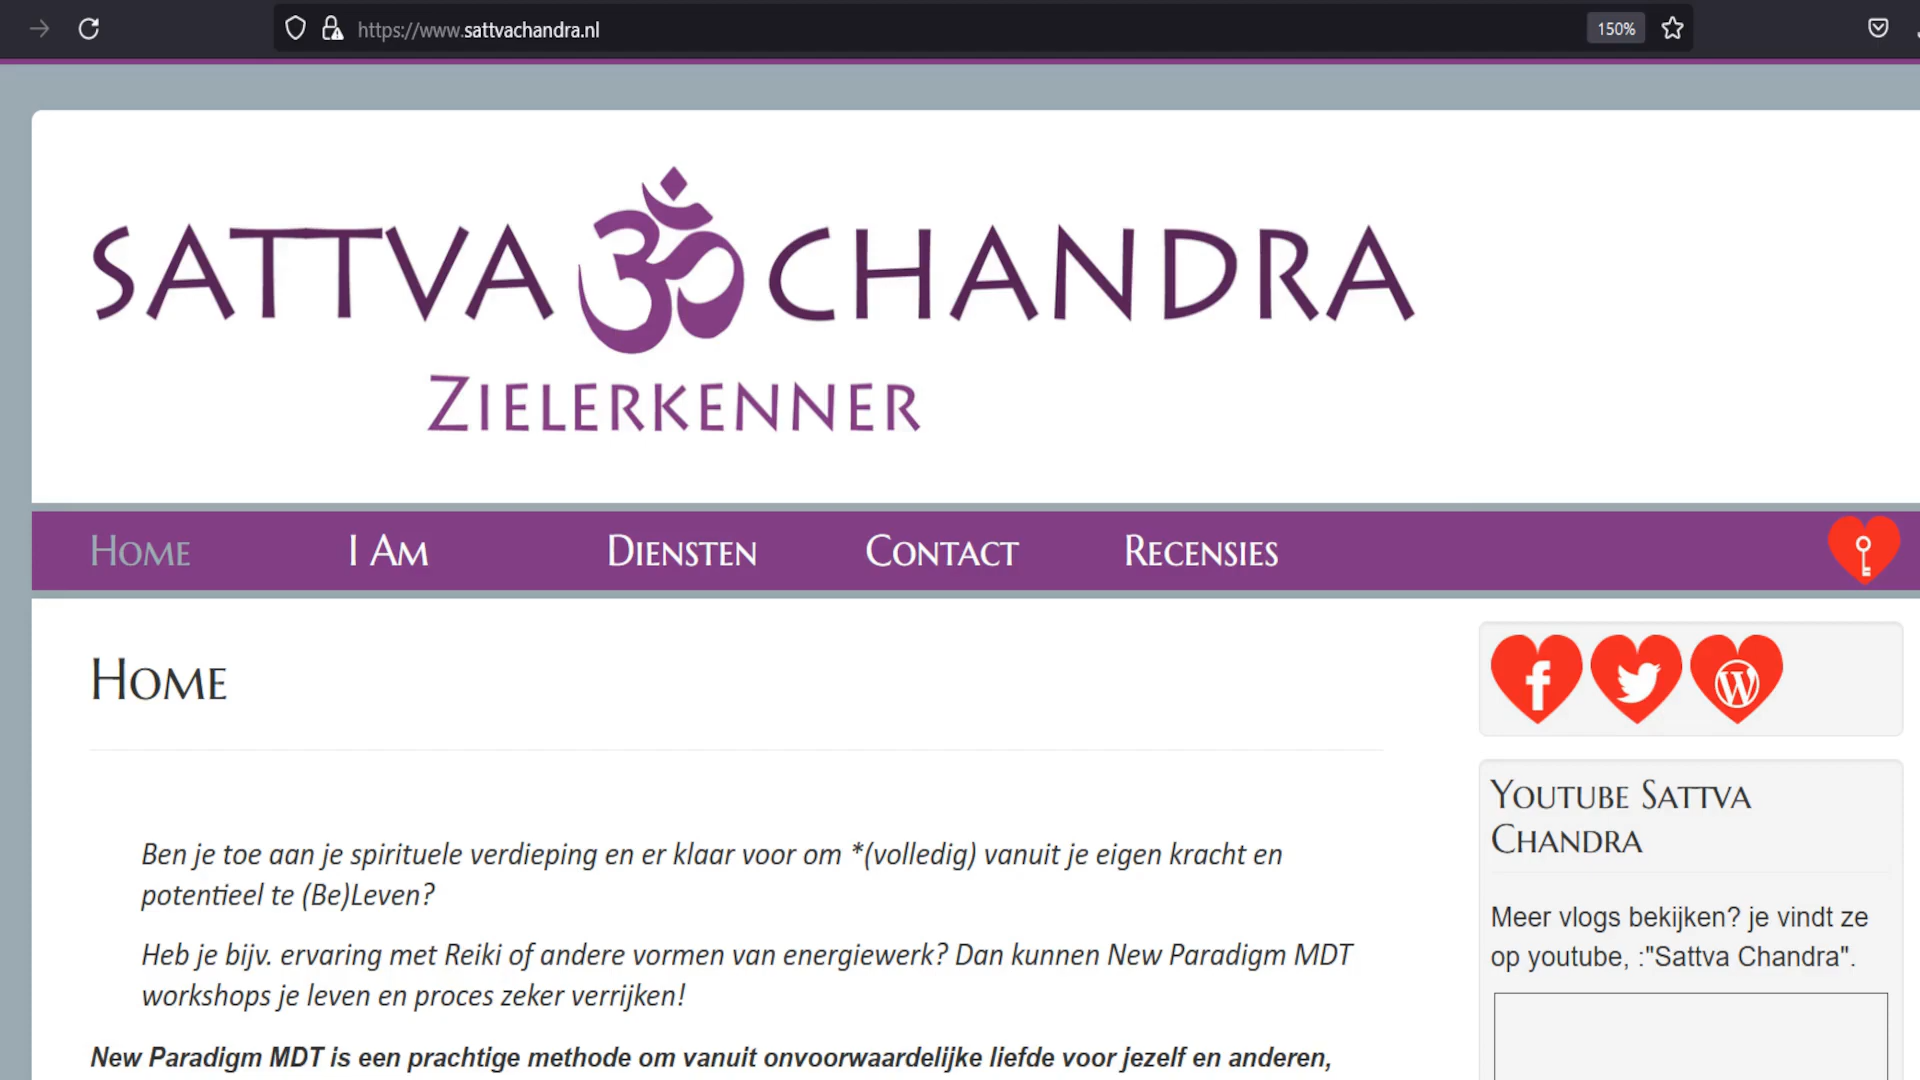 https://www.sattvachandra.nl
150%
SATTVA ॐ CHANDRA
ZIELERKENNER
HOME
I AM
DIENSTEN
CONTACT
RECENSIES
HOME
Ben je toe aan je spirituele verdieping en er klaar voor om *(volledig) vanuit je eigen kracht en
potentieel te (Be)Leven?
Heb je bijv. ervaring met Reiki of andere vormen van energiewerk? Dan kunnen New Paradigm MDT
workshops je leven en proces zeker verrijken!
New Paradigm MDT is een prachtige methode om vanuit onvoorwaardelijke liefde voor jezelf en anderen,
YOUTUBE SATTVA
CHANDRA
Meer vlogs bekijken? je vindt ze
op youtube, :"Sattva Chandra".